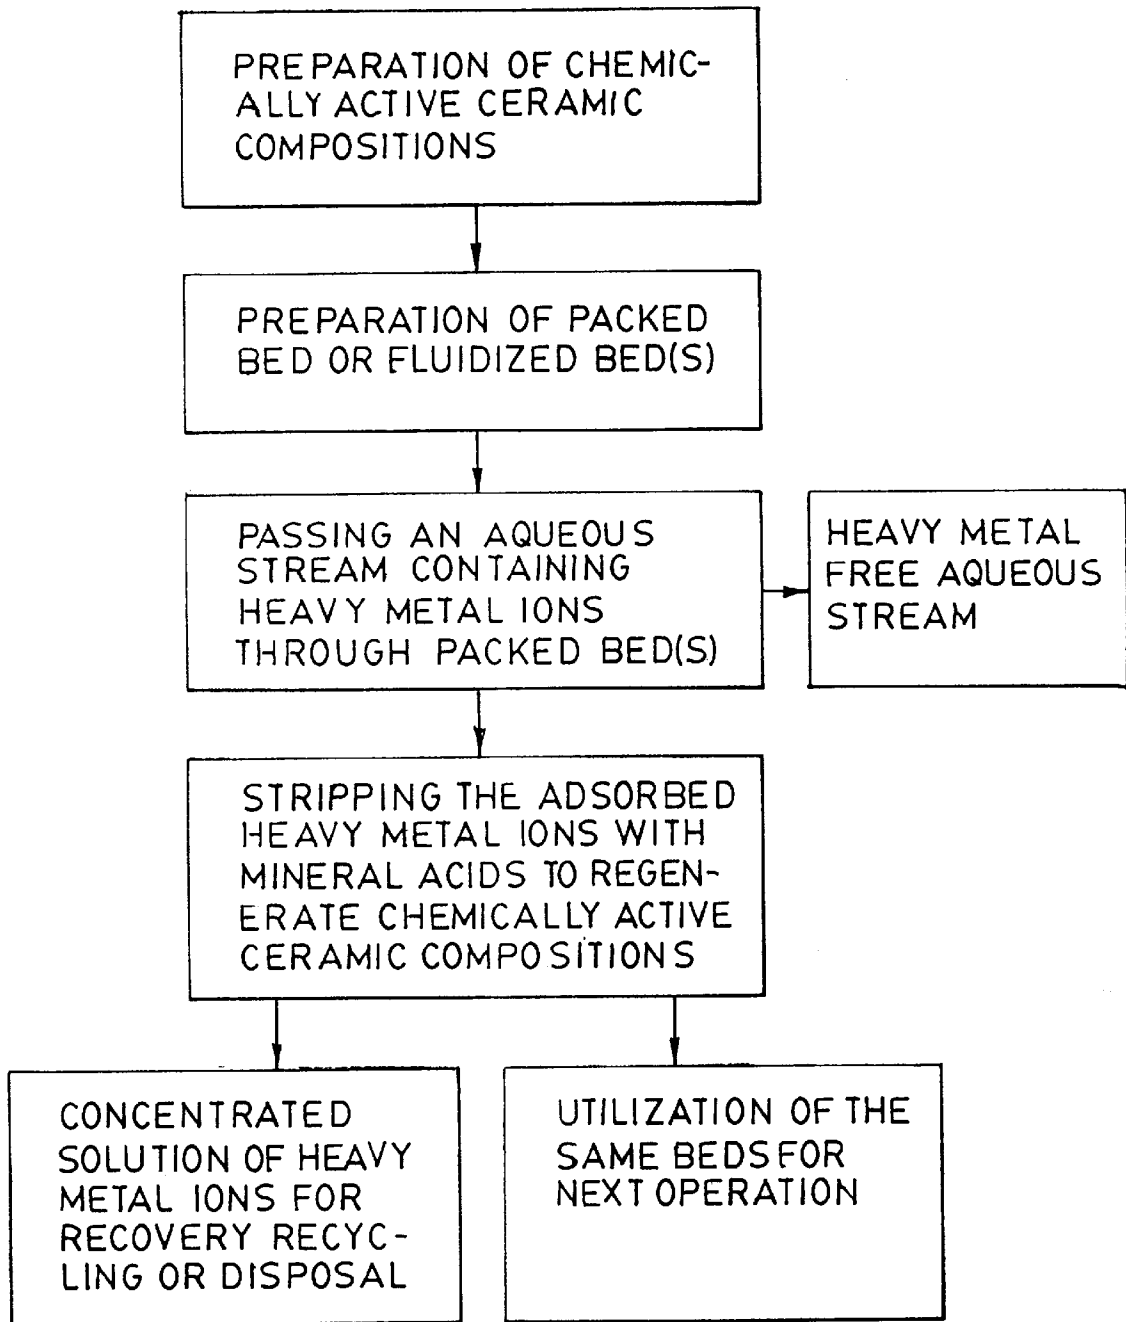 PREPARATION OF CHEMIC-
ALLY ACTIVE CERAMIC
COMPOSITIONS
PREPARATION OF PACKED
BED OR FLUIDIZED BED(S)
PASSING AN AQUEOUS
STREAM CONTAINING
HEAVY METAL IONS
THROUGH PACKED BED(S)
HEAVY METAL
FREE AQUEOUS
STREAM
STRIPPING THE ADSORBED
HEAVY METAL IONS WITH
MINERAL ACIDS TO REGEN-
ERATE CHEMICALLY ACTIVE
CERAMIC COMPOSITIONS
CONCENTRATED
SOLUTION OF HEAVY
METAL IONS FOR
RECOVERY RECYC-
LING OR DISPOSAL
UTILIZATION OF THE
SAME BEDS FOR
NEXT OPERATION